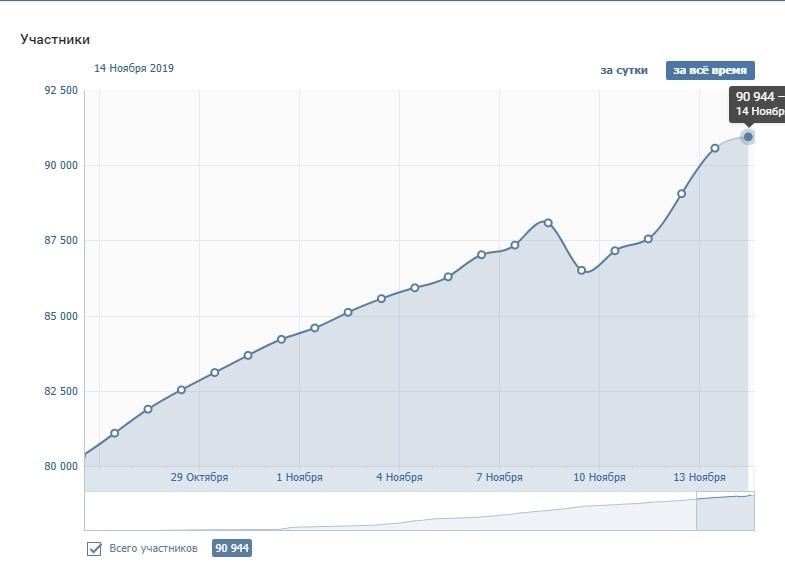 Участники
14 Ноября 2019
за сутки
за всё время
92 500
90 944 –
14 Ноябр
90 000
87 500
85 000
82 500
80 000
29 Октября 1 Ноября 4 Ноября 7 Ноября 10 Ноября 13 Ноября
Всего участников 90 944